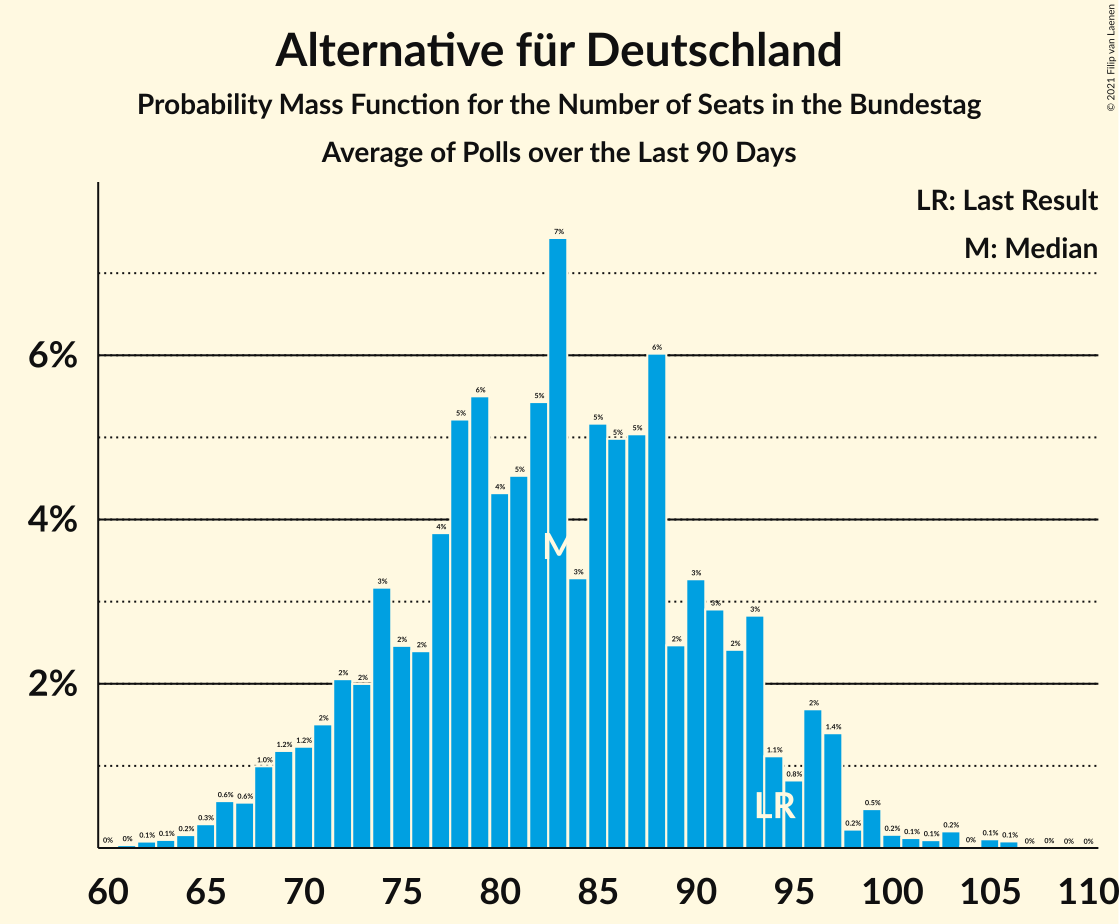 Alternative für Deutschland
Probability Mass Function for the Number of Seats in the Bundestag
Average of Polls over the Last 90 Days
© 2021 Filip van Laenen
LR: Last Result
M: Median
6%
4%
2%
0% 0% 0.1% 0.1% 0.2% 0.3% 0.6% 0.6% 1.0% 1.2% 1.2% 2% 2% 2% 3% 2% 2% 4% 5% 6% 4% 5% 5% 7% 3% 5% 5% 5% 6% 2% 3% 3% 2% 3% 1.1% 0.8% 2% 1.4% 0.2% 0.5% 0.2% 0.1% 0.1% 0.2% 0% 0.1% 0.1% 0% 0% 0% 0%
M
LR
60 65 70 75 80 85 90 95 100 105 110